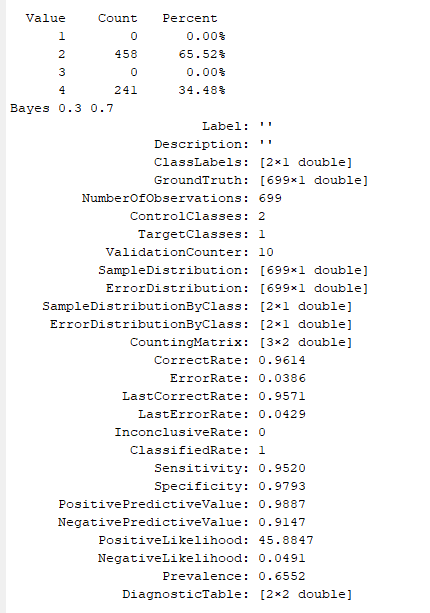 Value Count Percent
1 0 0.00%
2 458 65.52%
3 0 0.00%
4 241 34.48%
Bayes 0.3 0.7
Label: ''
Description: ''
ClassLabels: [2×1 double]
GroundTruth: [699×1 double]
NumberOfObservations: 699
ControlClasses: 2
TargetClasses: 1
ValidationCounter: 10
SampleDistribution: [699×1 double]
ErrorDistribution: [699×1 double]
SampleDistributionByClass: [2×1 double]
ErrorDistributionByClass: [2×1 double]
CountingMatrix: [3×2 double]
CorrectRate: 0.9614
ErrorRate: 0.0386
LastCorrectRate: 0.9571
LastErrorRate: 0.0429
InconclusiveRate: 0
ClassifiedRate: 1
Sensitivity: 0.9520
Specificity: 0.9793
PositivePredictiveValue: 0.9887
NegativePredictiveValue: 0.9147
PositiveLikelihood: 45.8847
NegativeLikelihood: 0.0491
Prevalence: 0.6552
DiagnosticTable: [2×2 double]